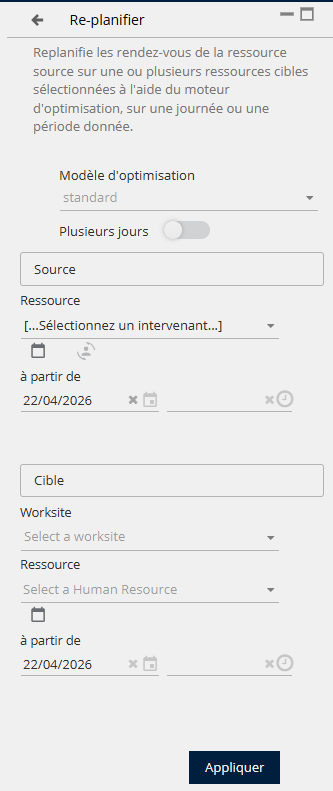 Re-planifier
Replanifie les rendez-vous de la ressource
source sur une ou plusieurs ressources cibles
sélectionnées à l'aide du moteur
d'optimisation, sur une journée ou une
période donnée.
Modèle d'optimisation
standard
Plusieurs jours
Source
Ressource
[...Sélectionnez un intervenant...]
à partir de
22/04/2026
Cible
Worksite
Select a worksite
Ressource
Select a Human Resource
à partir de
22/04/2026
Appliquer